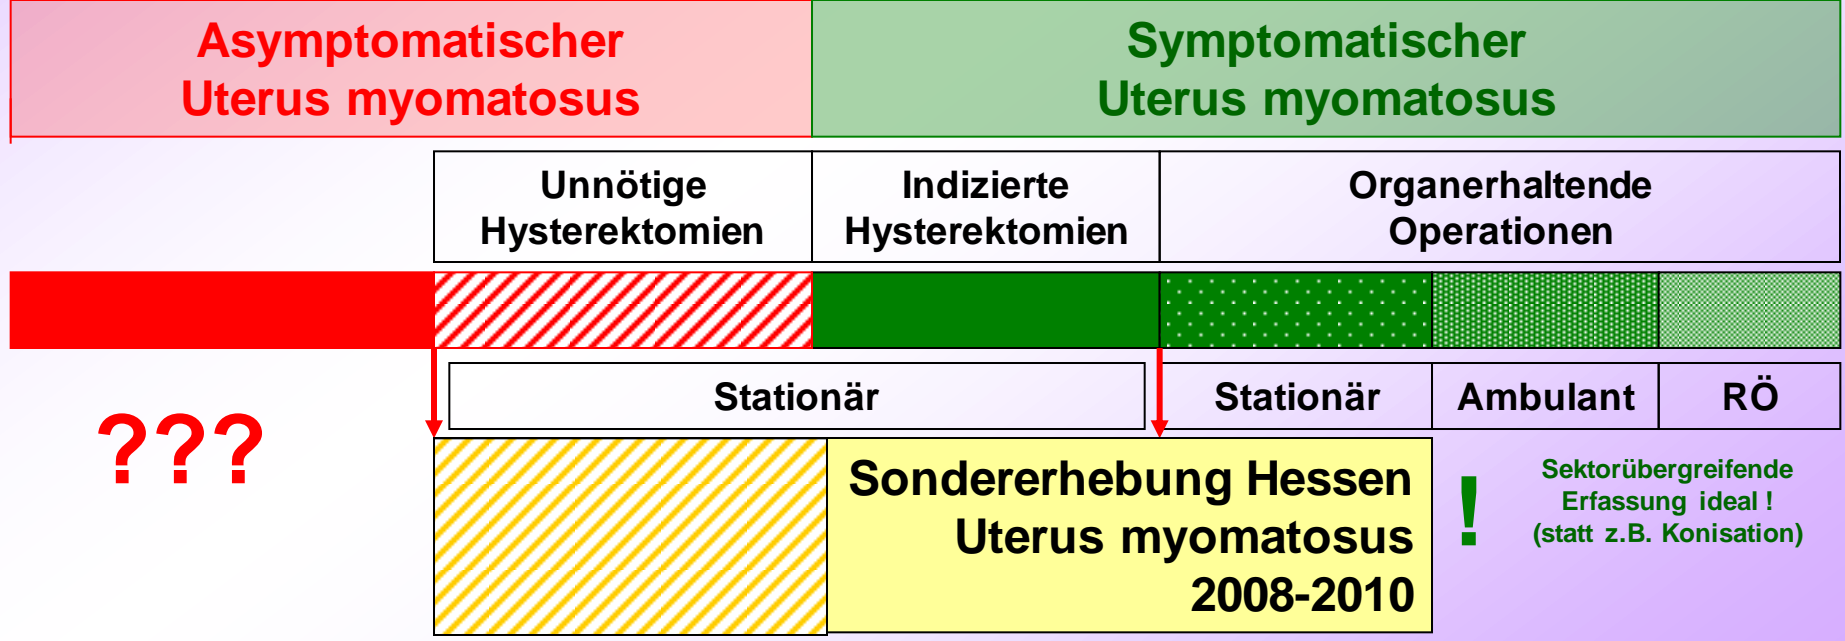 Asymptomatischer
Uterus myomatosus
Symptomatischer
Uterus myomatosus
Unnötige
Hysterektomien
Indizierte
Hysterektomien
Organerhaltende
Operationen
Stationär
Stationär
Ambulant
RÖ
???
Sondererhebung Hessen
Uterus myomatosus
2008-2010
!
Sektorübergreifende
Erfassung ideal !
(statt z.B. Konisation)